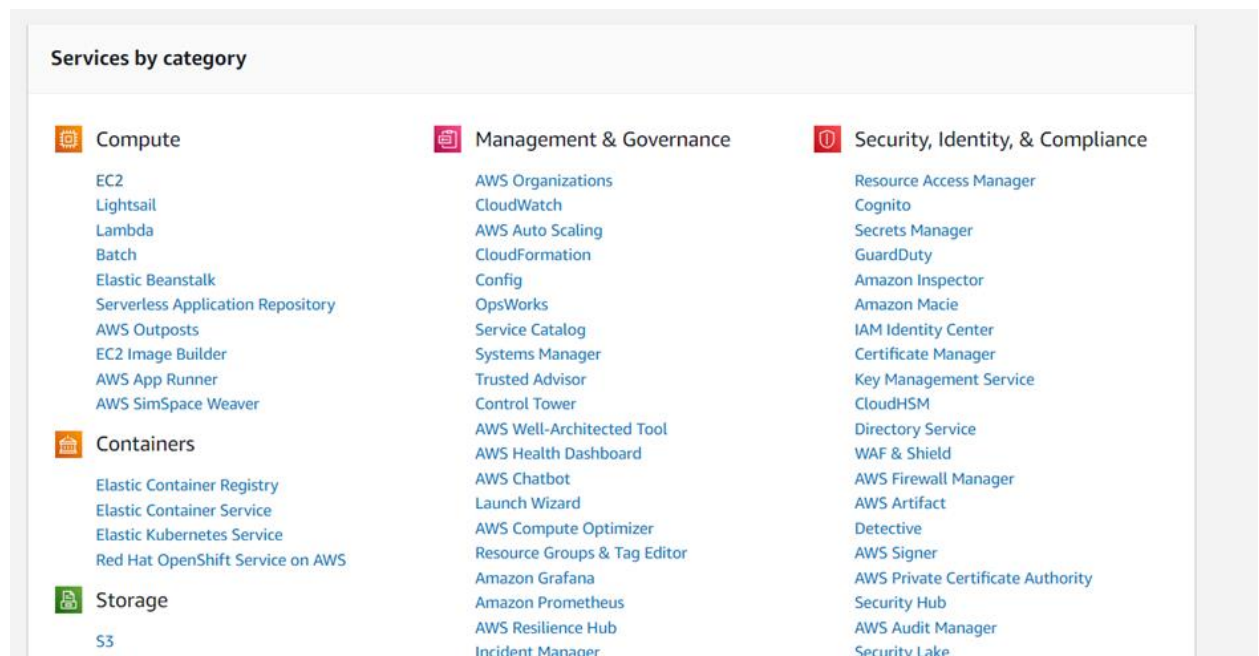 Services by category
Compute
EC2
Lightsail
Lambda
Batch
Elastic Beanstalk
Serverless Application Repository
AWS Outposts
EC2 Image Builder
AWS App Runner
AWS SimSpace Weaver
Containers
Elastic Container Registry
Elastic Container Service
Elastic Kubernetes Service
Red Hat OpenShift Service on AWS
Storage
S3
Management & Governance
AWS Organizations
CloudWatch
AWS Auto Scaling
CloudFormation
Config
OpsWorks
Service Catalog
Systems Manager
Trusted Advisor
Control Tower
AWS Well-Architected Tool
AWS Health Dashboard
AWS Chatbot
Launch Wizard
AWS Compute Optimizer
Resource Groups & Tag Editor
Amazon Grafana
Amazon Prometheus
AWS Resilience Hub
Incident Manager
Security, Identity, & Compliance
Resource Access Manager
Cognito
Secrets Manager
GuardDuty
Amazon Inspector
Amazon Macie
IAM Identity Center
Certificate Manager
Key Management Service
CloudHSM
Directory Service
WAF & Shield
AWS Firewall Manager
AWS Artifact
Detective
AWS Signer
AWS Private Certificate Authority
Security Hub
AWS Audit Manager
Security Lake